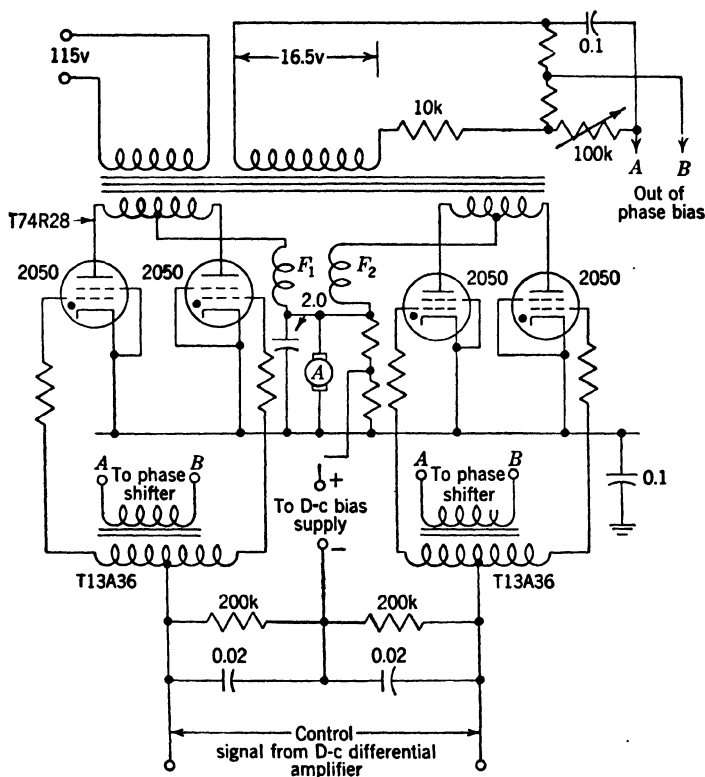 115v
16.5v
0.1
10k
100k
A
B
Out of
phase bias
T74R28
2050
2050
F1
F2
2050
2050
2.0
A
A
To phase
shifter
B
+
To D-c bias
supply
−
A
To phase
shifter
B
0.1
T13A36
T13A36
200k
200k
0.02
0.02
Control
signal from D-c differential
amplifier